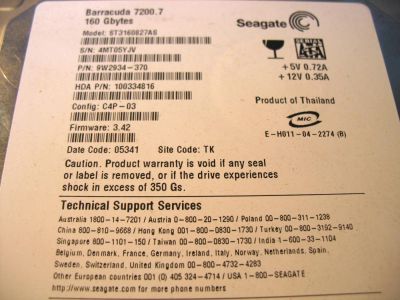 Barracuda 7200.7
160 Gbytes
Seagate
Model: ST3160827AS
S/N: 4MT05YJV
SERIAL ATA
P/N: 9W2934-370
+5V 0.72A
+12V 0.35A
HDA P/N: 100334816
Config: C4P-03
Product of Thailand
Firmware: 3.42
MIC
E-H011-04-2274 (B)
Date Code: 05341 Site Code: TK
Caution. Product warranty is void if any seal
or label is removed, or if the drive experiences
shock in excess of 350 Gs.
Technical Support Services
Australia 1800-14-7201 / Austria 0-800-20-1290 / Poland 00-800-311-1238
China 800-810-9668 / Hong Kong 001-800-0830-1730 / Turkey 00-800-3192-9140
Singapore 800-1101-150 / Taiwan 00-800-0830-1730 / India 1-600-33-1104
Belgium, Denmark, France, Germany, Ireland, Italy, Norway, Netherlands, Spain,
Sweden, Switzerland, United Kingdom 00-800-4732-4283
Other European countries 001 (0) 405 324-4714 / USA 1-800-SEAGATE
http://www.seagate.com for more phone numbers